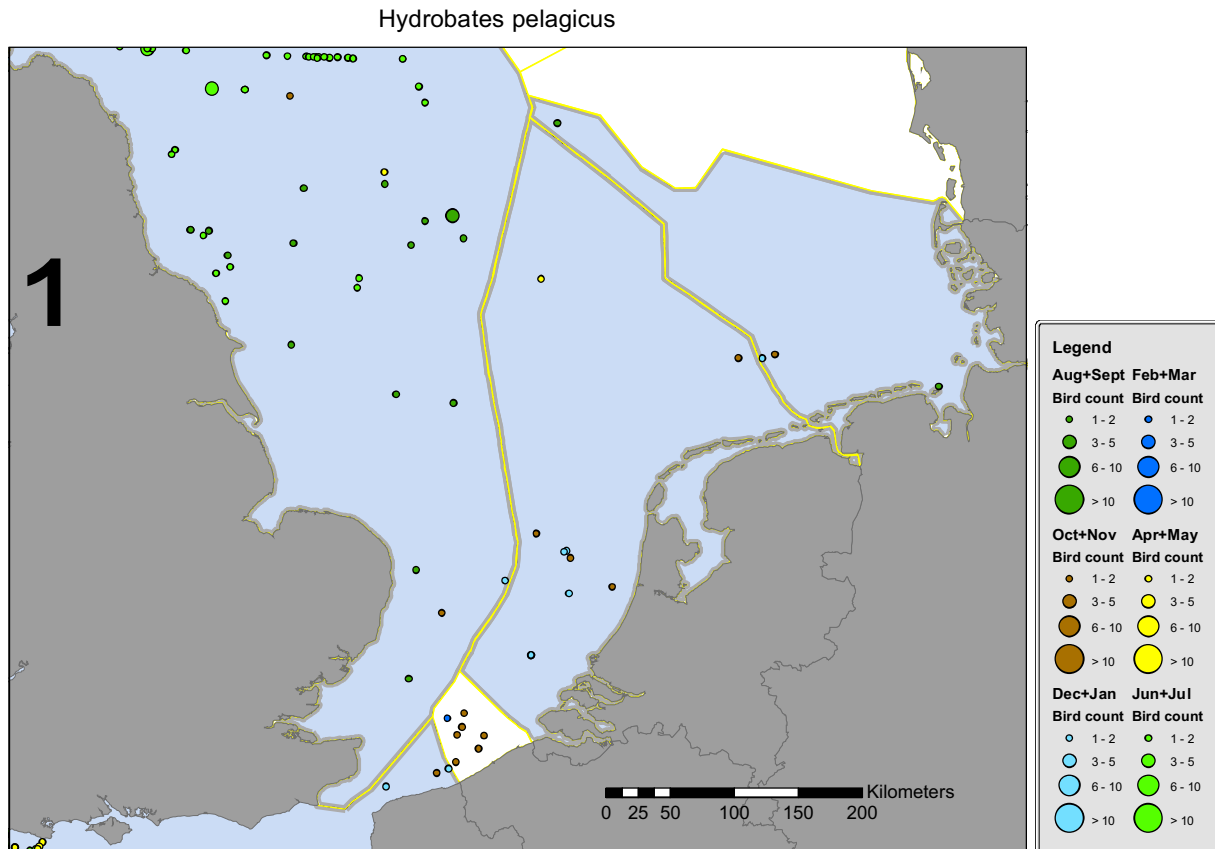 Hydrobates pelagicus
1
Kilometers
0 25 50 100 150 200
Legend
Aug+Sept Feb+Mar
Bird count Bird count
1 - 2 1 - 2
3 - 5 3 - 5
6 - 10 6 - 10
> 10 > 10
Oct+Nov Apr+May
Bird count Bird count
1 - 2 1 - 2
3 - 5 3 - 5
6 - 10 6 - 10
> 10 > 10
Dec+Jan Jun+Jul
Bird count Bird count
1 - 2 1 - 2
3 - 5 3 - 5
6 - 10 6 - 10
> 10 > 10